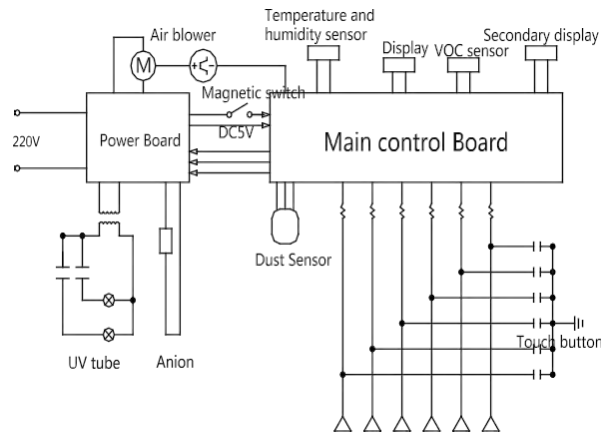 Temperature and
humidity sensor
Air blower
Display
VOC sensor
Secondary display
M
Magnetic switch
220V
Power Board
DC5V
Main control Board
Dust Sensor
Touch button
UV tube
Anion